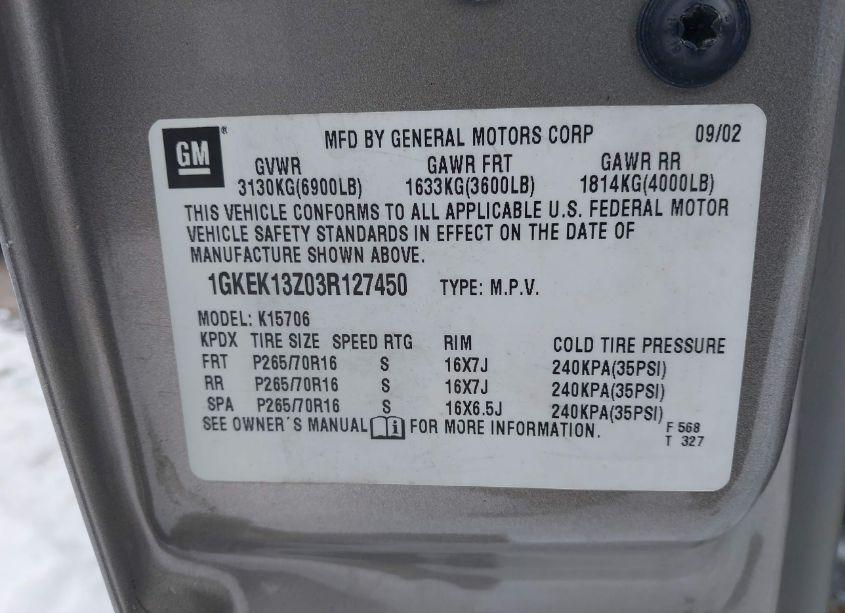 GM® MFD BY GENERAL MOTORS CORP 09/02
GVWR GAWR FRT GAWR RR
3130KG(6900LB) 1633KG(3600LB) 1814KG(4000LB)
THIS VEHICLE CONFORMS TO ALL APPLICABLE U.S. FEDERAL MOTOR
VEHICLE SAFETY STANDARDS IN EFFECT ON THE DATE OF
MANUFACTURE SHOWN ABOVE.
1GKEK13Z03R127450 TYPE: M.P.V.
MODEL: K15706
KPDX TIRE SIZE SPEED RTG RIM COLD TIRE PRESSURE
FRT P265/70R16 S 16X7J 240KPA(35PSI)
RR P265/70R16 S 16X7J 240KPA(35PSI)
SPA P265/70R16 S 16X6.5J 240KPA(35PSI)
SEE OWNER'S MANUAL i FOR MORE INFORMATION. F 568
T 327